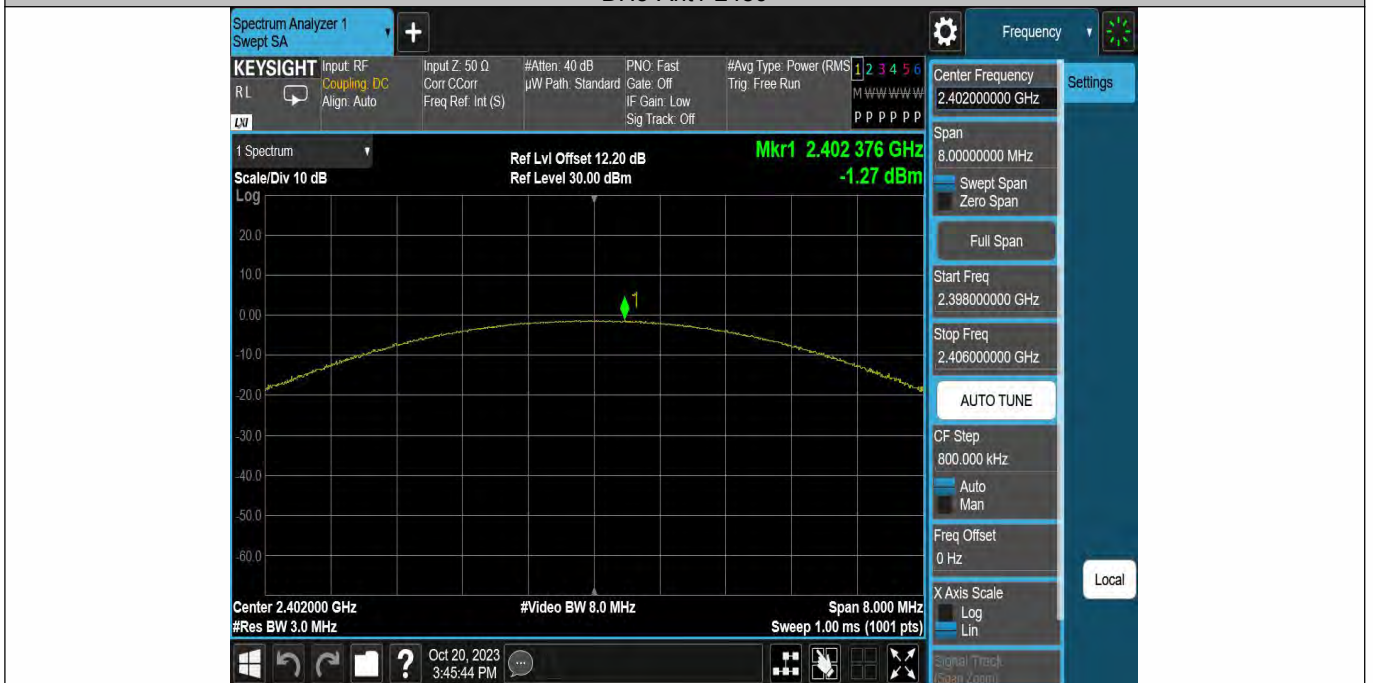 Spectrum Analyzer 1
Swept SA
+
Frequency
KEYSIGHT
RL
LXI
Input: RF
Coupling: DC
Align: Auto
Input Z: 50 Ω
Corr CCorr
Freq Ref: Int (S)
#Atten: 40 dB
µW Path: Standard
PNO: Fast
Gate: Off
IF Gain: Low
Sig Track: Off
#Avg Type: Power (RMS
Trig: Free Run
1 2 3 4 5 6
M W W W W W
P P P P P P
1 Spectrum
Scale/Div 10 dB
Log
Ref Lvl Offset 12.20 dB
Ref Level 30.00 dBm
Mkr1 2.402 376 GHz
-1.27 dBm
20.0
10.0
0.00
-10.0
-20.0
-30.0
-40.0
-50.0
-60.0
1
Center 2.402000 GHz
#Res BW 3.0 MHz
#Video BW 8.0 MHz
Span 8.000 MHz
Sweep 1.00 ms (1001 pts)
Center Frequency
2.402000000 GHz
Settings
Span
8.00000000 MHz
Swept Span
Zero Span
Full Span
Start Freq
2.398000000 GHz
Stop Freq
2.406000000 GHz
AUTO TUNE
CF Step
800.000 kHz
Auto
Man
Freq Offset
0 Hz
X Axis Scale
Log
Lin
Signal Track
(Span Zoom)
Local
?
Oct 20, 2023
3:45:44 PM